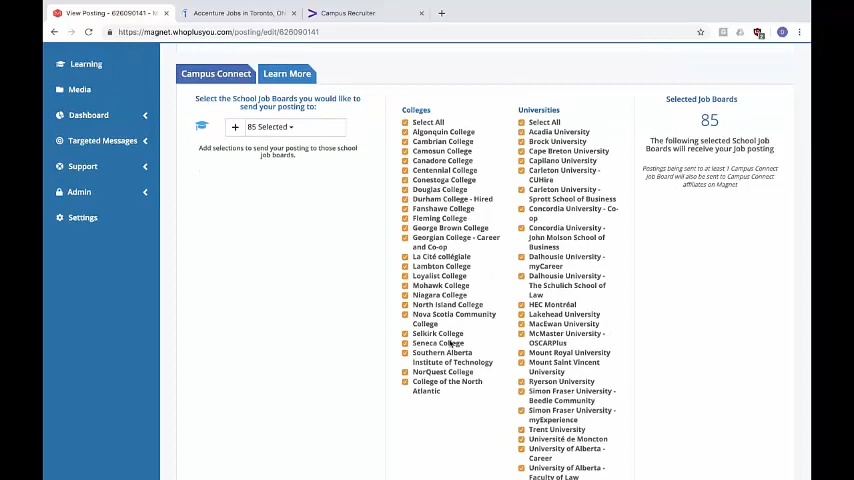 View Posting - 626090141 - M
Accenture Jobs in Toronto, ON
Campus Recruiter
https://magnet.whoplusyou.com/posting/edit/626090141
Learning
Media
Dashboard
Targeted Messages
Support
Admin
Settings
Campus Connect
Learn More
Select the School Job Boards you would like
to send your posting to:
+ 85 Selected
Add selections to send your posting to those school
job boards.
Colleges
Select All
Algonquin College
Cambrian College
Camosun College
Canadore College
Centennial College
Conestoga College
Douglas College
Durham College - Hired
Fanshawe College
Fleming College
George Brown College
Georgian College - Career
and Co-op
La Cité collégiale
Lambton College
Loyalist College
Mohawk College
Niagara College
North Island College
Nova Scotia Community
College
Selkirk College
Seneca College
Southern Alberta
Institute of Technology
NorQuest College
College of the North
Atlantic
Universities
Select All
Acadia University
Brock University
Cape Breton University
Capilano University
Carleton University -
CUHire
Carleton University -
Sprott School of Business
Concordia University - Co-
op
Concordia University -
John Molson School of
Business
Dalhousie University -
myCareer
Dalhousie University -
The Schulich School of
Law
HEC Montréal
Lakehead University
MacEwan University
McMaster University -
OSCARPlus
Mount Royal University
Mount Saint Vincent
University
Ryerson University
Simon Fraser University -
Beedie Community
Simon Fraser University -
myExperience
Trent University
Université de Moncton
University of Alberta -
Career
University of Alberta -
Faculty of Law
Selected Job Boards
85
The following selected School Job
Boards will receive your Job posting
Postings being sent to at least 1 Campus Connect
Job Board will also be sent to Campus Connect
affiliates on Magnet